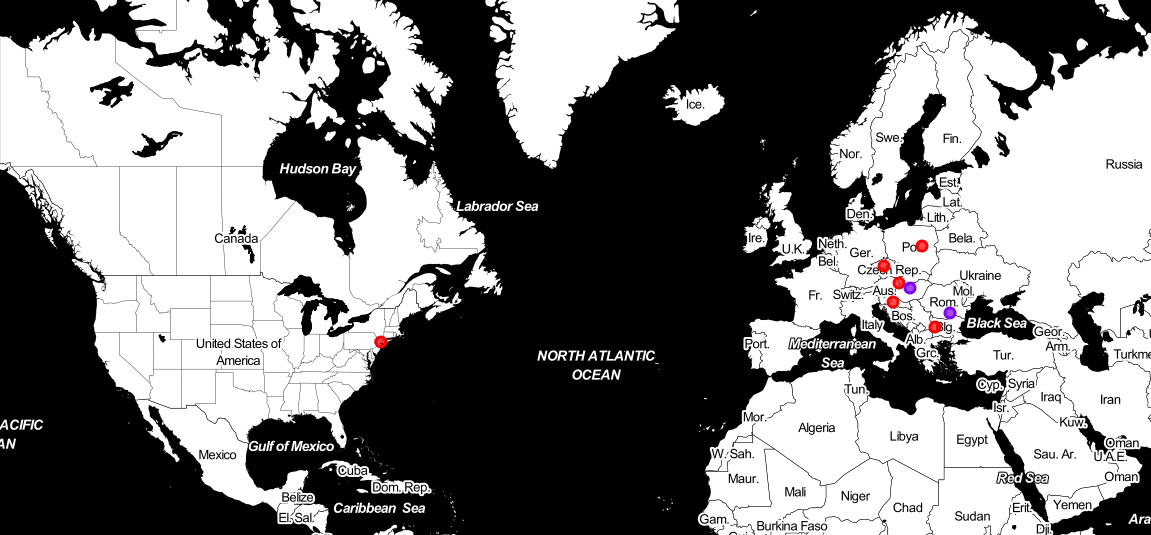 Ice.
Swe.
Fin.
Nor.
Russia
Hudson Bay
Est.
Labrador Sea
Lat.
Den.
Lith.
Canada
Ire.
U.K.
Neth.
Bela.
Ger.
Bel.
Czech Rep.
Ukraine
Fr.
Switz.
Aus.
Mol.
Rom.
Bos.
Italy
Black Sea
Blg.
Geor.
United States of
America
Port.
Mediterranean
Sea
Alb.
Grc.
Arm.
NORTH ATLANTIC
OCEAN
Tur.
Turkme
Cyp.
Syria
Tun.
Iraq
Iran
Isr.
Mor.
Algeria
Kuw.
ACIFIC
AN
Libya
Egypt
Oman
Gulf of Mexico
Mexico
W. Sah.
Sau. Ar.
U.A.E.
Cuba
Maur.
Red Sea
Oman
Dom. Rep.
Mali
Niger
Belize
Caribbean Sea
Chad
Erit.
Yemen
El. Sal.
Gam.
Burkina Faso
Sudan
Dji.
Ara